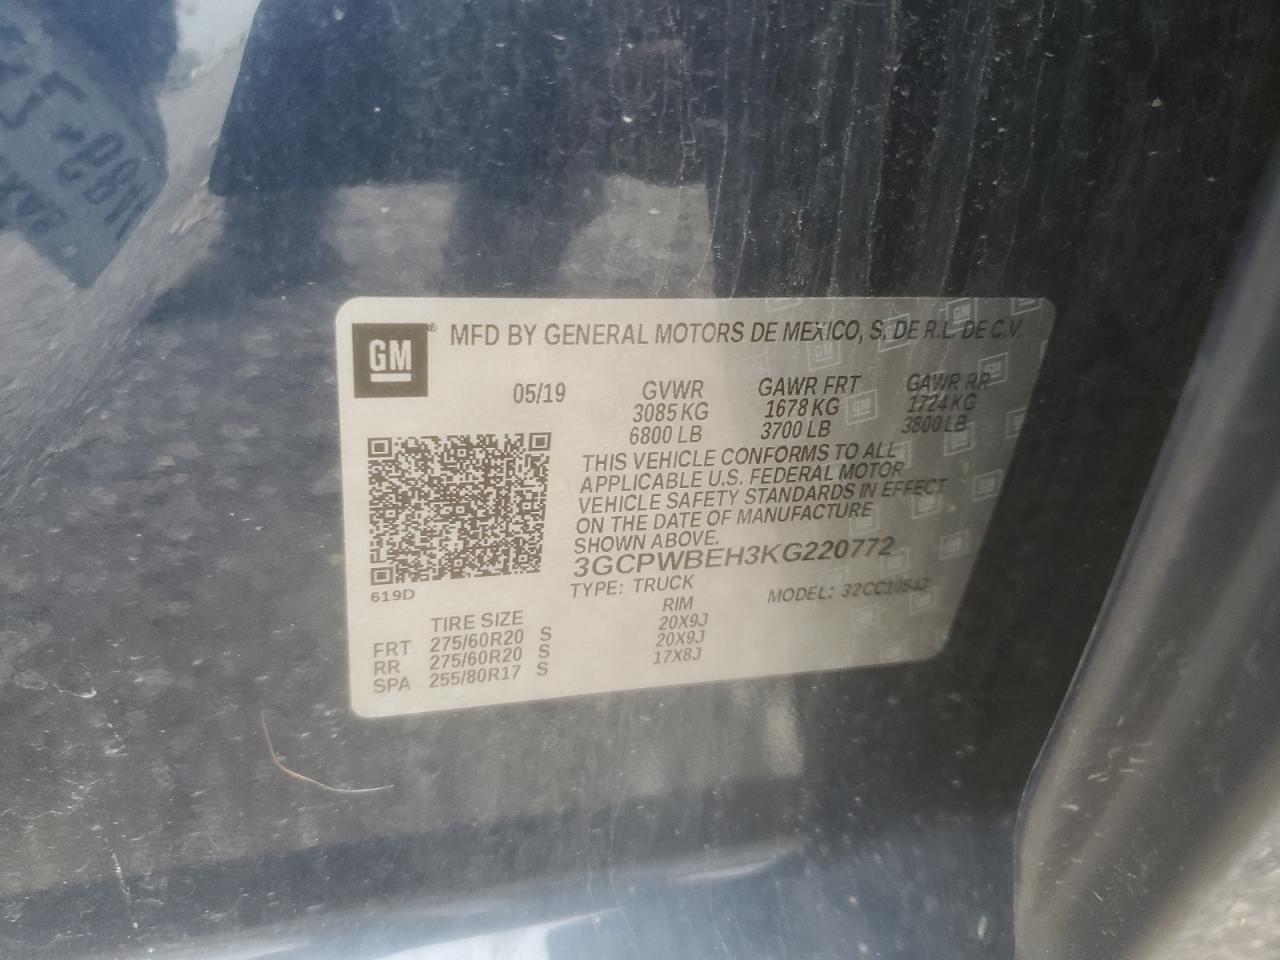 GM
MFD BY GENERAL MOTORS DE MEXICO, S. DE R.L. DE C.V.
05/19 GVWR GAWR FRT GAWR RR
3085 KG 1678 KG 1724 KG
6800 LB 3700 LB 3800 LB
THIS VEHICLE CONFORMS TO ALL
APPLICABLE U.S. FEDERAL MOTOR
VEHICLE SAFETY STANDARDS IN EFFECT
ON THE DATE OF MANUFACTURE
SHOWN ABOVE.
3GCPWBEH3KG220772
TYPE: TRUCK MODEL:
619D
TIRE SIZE RIM
FRT 275/60R20 S 20X9J
RR 275/60R20 S 20X9J
SPA 255/80R17 S 17X8J